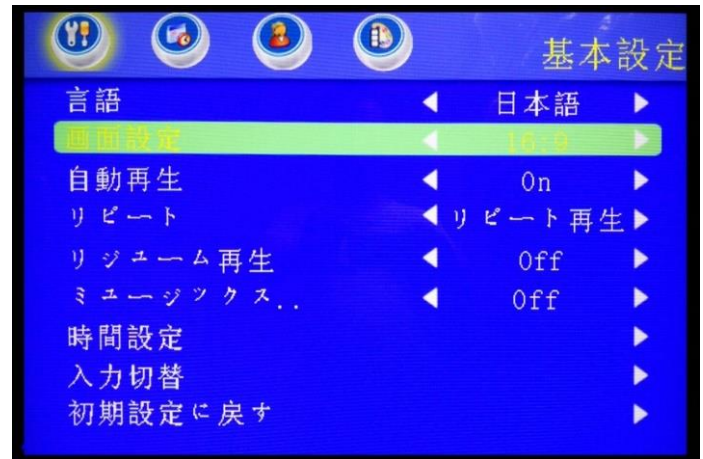 基本設定
言語 日本語
画面設定 16:9
自動再生 On
リピート リピート再生
リジューム再生 Off
ミュージックス.. Off
時間設定
入力切替
初期設定に戻す